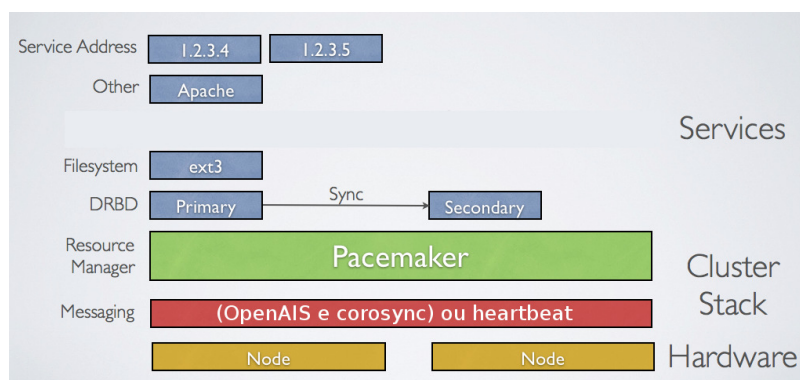 Service Address 1.2.3.4 1.2.3.5
Other Apache
Services
Filesystem ext3
DRBD Primary Sync Secondary
Resource
Manager
Pacemaker
Cluster
Stack
Messaging (OpenAIS e corosync) ou heartbeat
Node Node Hardware